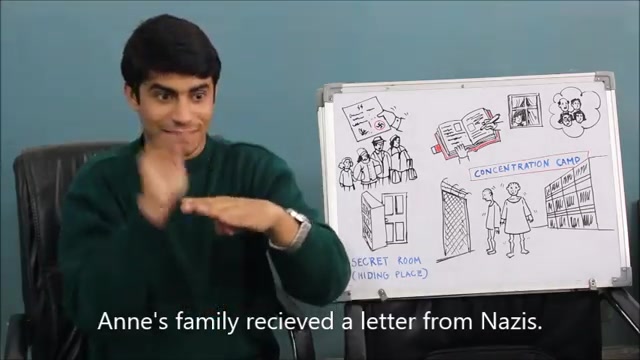 CONCENTRATION CAMP
SECRET ROOM
(HIDING PLACE)
Anne's family recieved a letter from Nazis.